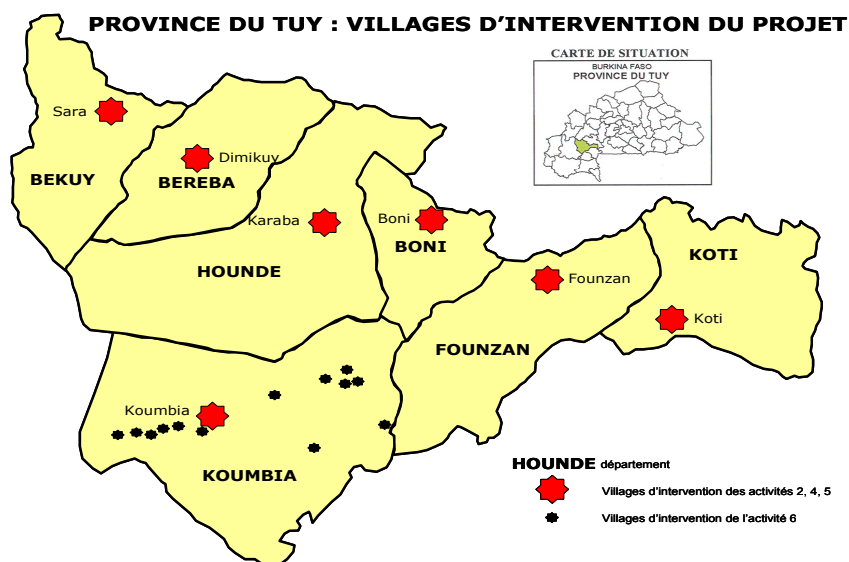 PROVINCE DU TUY : VILLAGES D'INTERVENTION DU PROJET
CARTE DE SITUATION
BURKINA FASO
PROVINCE DU TUY
Sara
Dimikuy
BEKUY
BEREBA
Karaba
Boni
BONI
KOTI
HOUNDE
Founzan
Koti
FOUNZAN
Koumbia
KOUMBIA
HOUNDE département
Villages d'intervention des activités 2, 4, 5
Villages d'intervention de l'activité 6